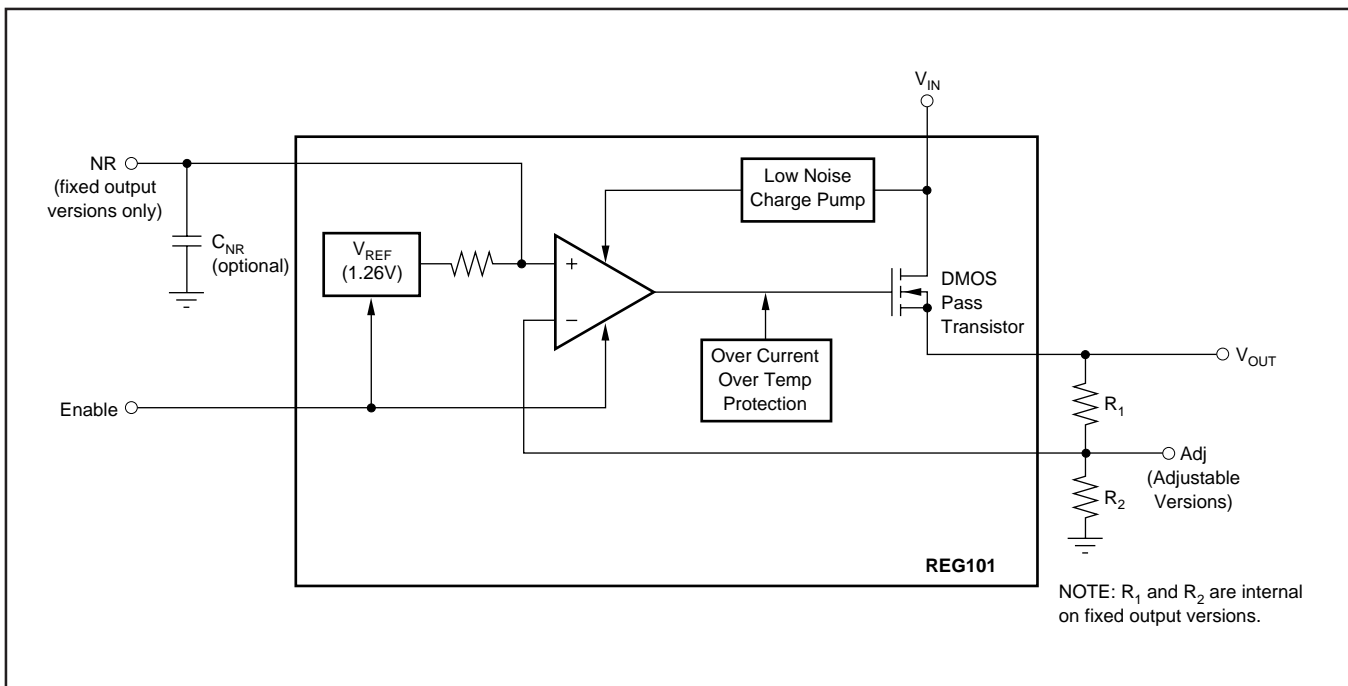 V_IN
NR
(fixed output
versions only)
C_NR
(optional)
V_REF
(1.26V)
+
–
Low Noise
Charge Pump
DMOS
Pass
Transistor
Over Current
Over Temp
Protection
V_OUT
Enable
R_1
Adj
(Adjustable
Versions)
R_2
REG101
NOTE: R_1 and R_2 are internal
on fixed output versions.